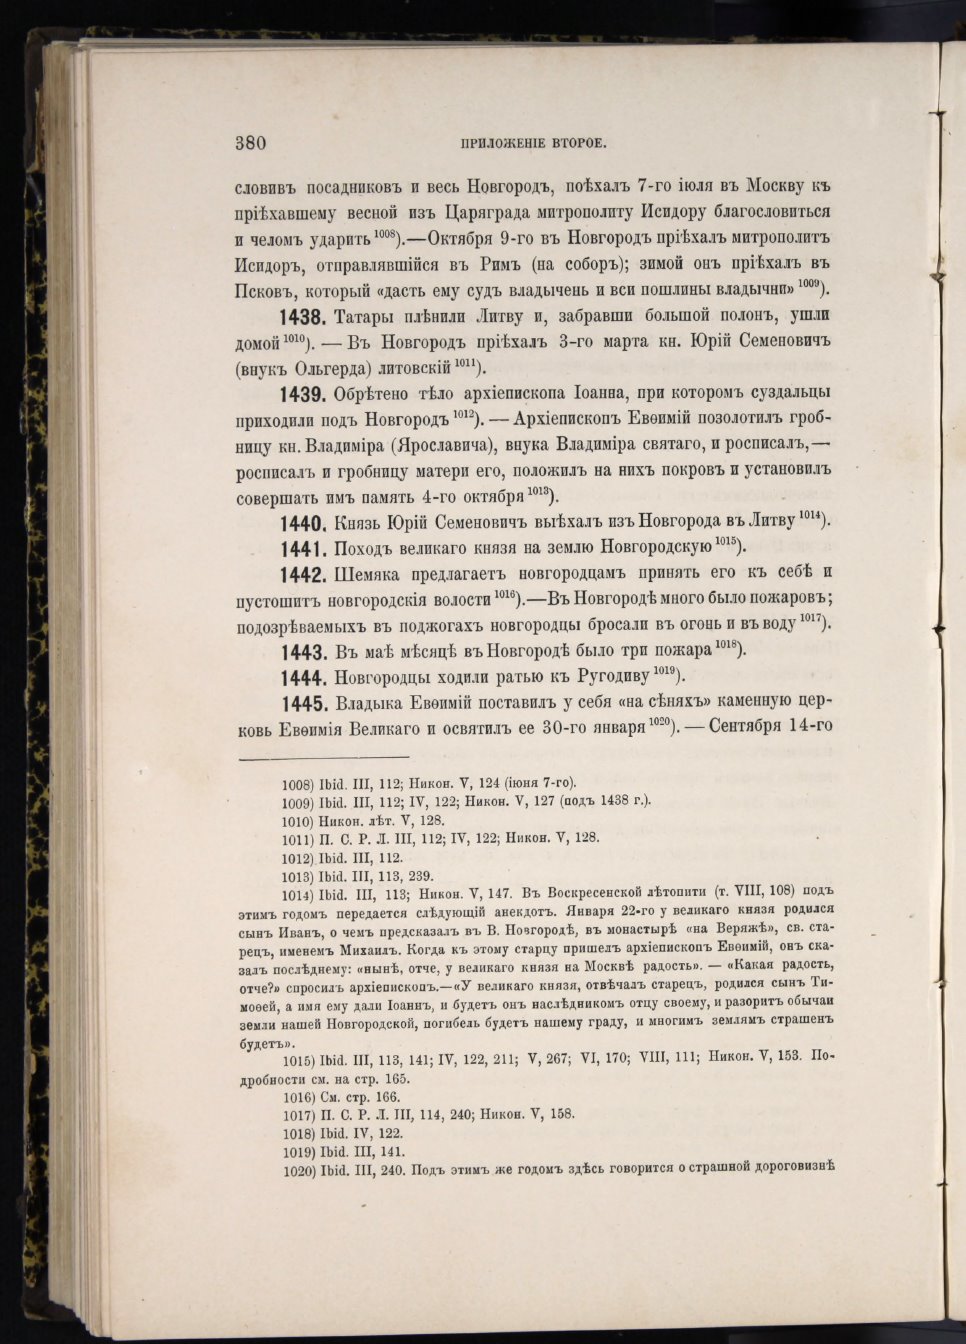 380 ПРИЛОЖЕНІЕ ВТОРОЕ.
словивъ посадниковъ и весь Новгородъ, поѣхалъ 7-го іюля въ Москву къ
пріѣхавшему весной изъ Царяграда митрополиту Исидору благословиться
и челомъ ударить 1008).—Октября 9-го въ Новгородъ пріѣхалъ митрополитъ
Исидоръ, отправлявшійся въ Римъ (на соборъ); зимой онъ пріѣхалъ въ
Псковъ, который «дасть ему судъ владычень и вси пошлины владычни» 1009).
1438. Татары плѣнили Литву и, забравши большой полонъ, ушли
домой 1010). — Въ Новгородъ пріѣхалъ 3-го марта кн. Юрій Семеновичъ
(внукъ Ольгерда) литовскій 1011).
1439. Обрѣтено тѣло архіепископа Іоанна, при которомъ суздальцы
приходили подъ Новгородъ 1012). — Архіепископъ Евѳимій позолотилъ гроб-
ницу кн. Владиміра (Ярославича), внука Владиміра святаго, и росписалъ,—
росписалъ и гробницу матери его, положилъ на нихъ покровъ и установилъ
совершать имъ память 4-го октября 1013).
1440. Князь Юрій Семеновичъ выѣхалъ изъ Новгорода въ Литву 1014).
1441. Походъ великаго князя на землю Новгородскую 1015).
1442. Шемяка предлагаетъ новгородцамъ принять его къ себѣ и
пустошитъ новгородскія волости 1016).—Въ Новгородѣ много было пожаровъ;
подозрѣваемыхъ въ поджогахъ новгородцы бросали въ огонь и въ воду 1017).
1443. Въ маѣ мѣсяцѣ въ Новгородѣ было три пожара 1018).
1444. Новгородцы ходили ратью къ Ругодиву 1019).
1445. Владыка Евѳимій поставилъ у себя «на сѣняхъ» каменную цер-
ковь Евѳимія Великаго и освятилъ ее 30-го января 1020). — Сентября 14-го
1008) Ibid. III, 112; Никон. V, 124 (іюня 7-го).
1009) Ibid. III, 112; IV, 122; Никон. V, 127 (подъ 1438 г.).
1010) Никон. лѣт. V, 128.
1011) П. С. Р. Л. III, 112; IV, 122; Никон. V, 128.
1012) Ibid. III, 112.
1013) Ibid. III, 113, 239.
1014) Ibid. III, 113; Никон. V, 147. Въ Воскресенской лѣтопити (т. VIII, 108) подъ
этимъ годомъ передается слѣдующій анекдотъ. Января 22-го у великаго князя родился
сынъ Иванъ, о чемъ предсказалъ въ В. Новгородѣ, въ монастырѣ «на Веряжѣ», св. ста-
рецъ, именемъ Михаилъ. Когда къ этому старцу пришелъ архіепископъ Евѳимій, онъ ска-
залъ послѣднему: «нынѣ, отче, у великаго князя на Москвѣ радость». — «Какая радость,
отче?» спросилъ архіепископъ.—«У великаго князя, отвѣчалъ старецъ, родился сынъ Ти-
моѳей, а имя ему дали Іоаннъ, и будетъ онъ наслѣдникомъ отцу своему, и разоритъ обычаи
земли нашей Новгородской, погибель будетъ нашему граду, и многимъ землямъ страшенъ
будетъ».
1015) Ibid. III, 113, 141; IV, 122, 211; V, 267; VI, 170; VIII, 111; Никон. V, 153. По-
дробности см. на стр. 165.
1016) См. стр. 166.
1017) П. С. Р. Л. III, 114, 240; Никон. V, 158.
1018) Ibid. IV, 122.
1019) Ibid. III, 141.
1020) Ibid. III, 240. Подъ этимъ же годомъ здѣсь говорится о страшной дороговизнѣ